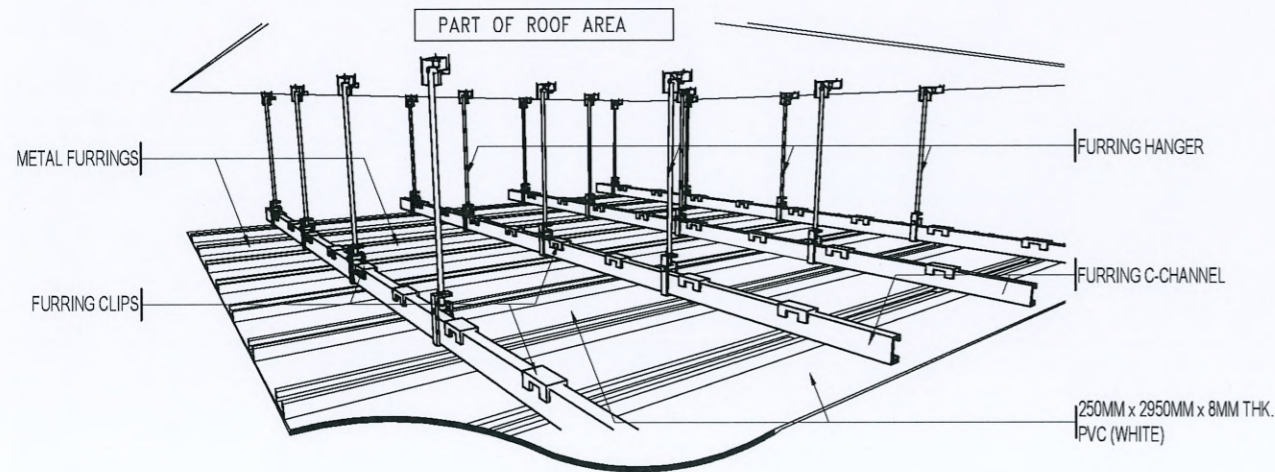 PART OF ROOF AREA
METAL FURRINGS
FURRING HANGER
FURRING CLIPS
FURRING C-CHANNEL
250MM x 2950MM x 8MM THK.
PVC (WHITE)